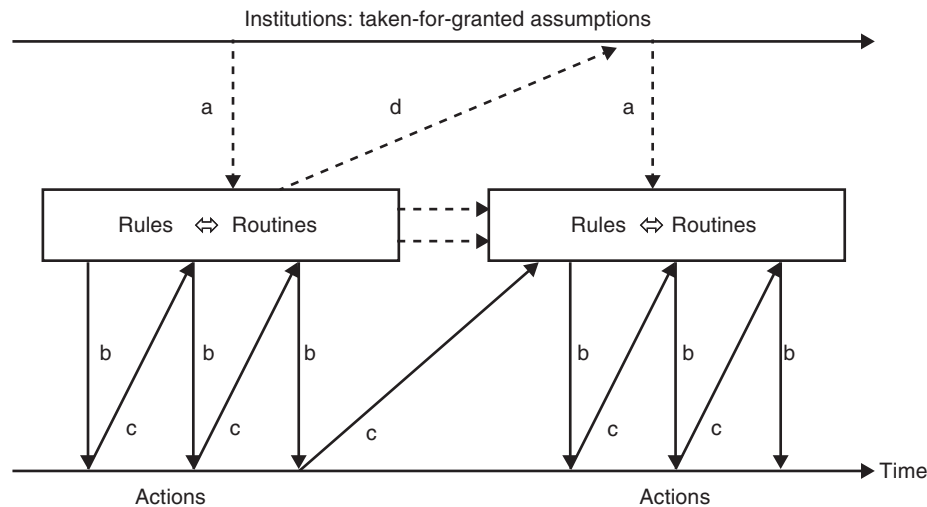 Institutions: taken-for-granted assumptions
a d a
Rules ⇔ Routines Rules ⇔ Routines
b b b b b b
c c c c c
Time
Actions Actions